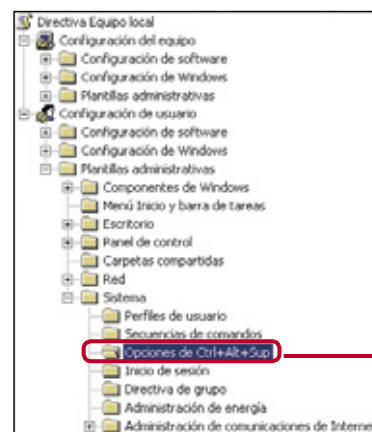 Directiva Equipo local
Configuración del equipo
Configuración de software
Configuración de Windows
Plantillas administrativas
Configuración de usuario
Configuración de software
Configuración de Windows
Plantillas administrativas
Componentes de Windows
Menú Inicio y barra de tareas
Escritorio
Panel de control
Carpetas compartidas
Red
Sistema
Perfiles de usuario
Secuencias de comandos
Opciones de Ctrl+Alt+Sup
Inicio de sesión
Directiva de grupo
Administración de energía
Administración de comunicaciones de Internet